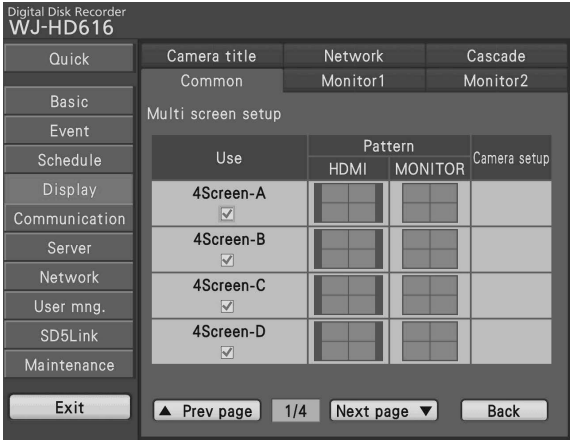 Digital Disk Recorder
WJ-HD616
Quick
Basic
Event
Schedule
Display
Communication
Server
Network
User mng.
SD5Link
Maintenance
Exit
Camera title Network Cascade
Common Monitor1 Monitor2
Multi screen setup
Use Pattern Camera setup
HDMI MONITOR
4Screen-A
4Screen-B
4Screen-C
4Screen-D
▲ Prev page 1/4 Next page ▼ Back